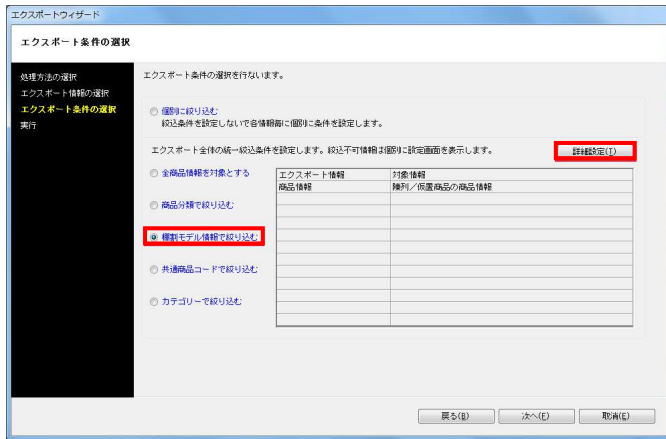 エクスポートウィザード
エクスポート条件の選択
処理方法の選択
エクスポート情報の選択
エクスポート条件の選択
実行
エクスポート条件の選択を行ないます。
個別に絞り込む
絞込条件を設定しないで各情報毎に個別に条件を設定します。
エクスポート全体の統一絞込条件を設定します。絞込不可情報は個別に設定画面を表示します。
詳細設定(I)
全商品情報を対象とする
商品分類で絞り込む
棚割モデル情報で絞り込む
共通商品コードで絞り込む
カテゴリーで絞り込む
エクスポート情報 対象情報
商品情報 陳列／仮置商品の商品情報
戻る(B) 次へ(F) 取消(E)